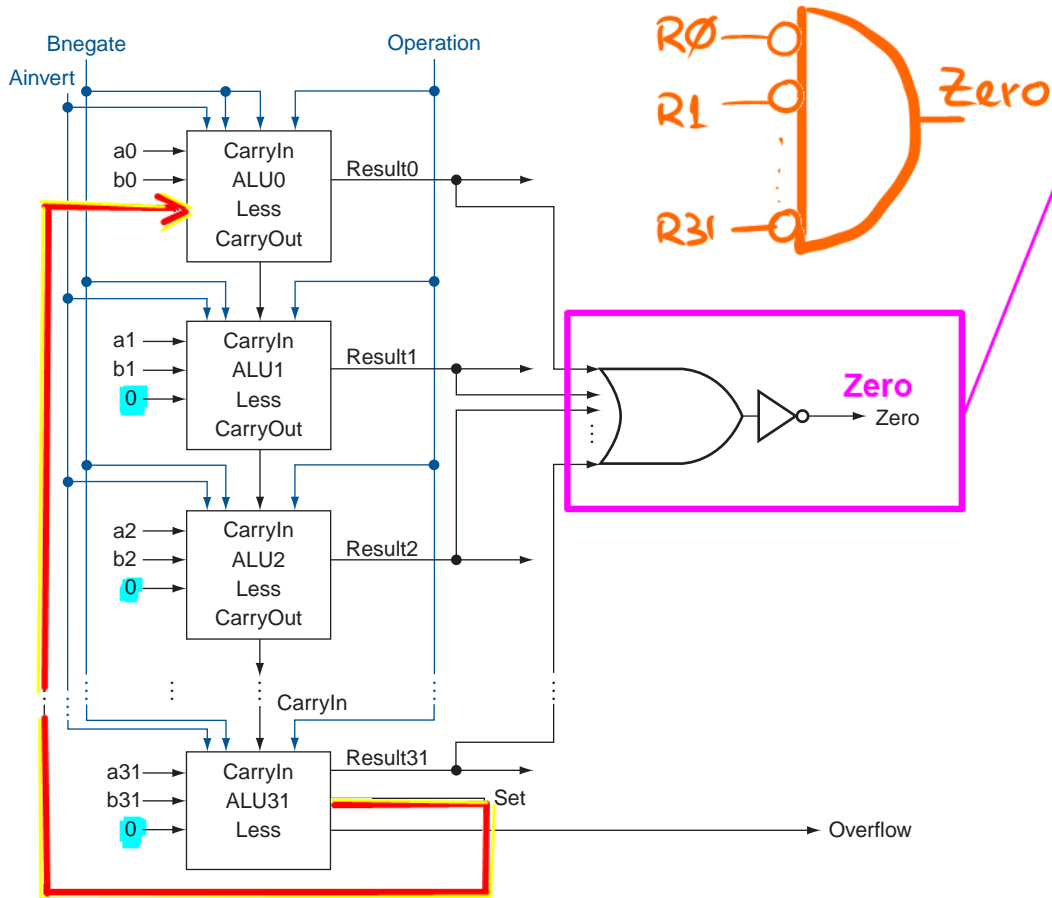 Bnegate
Operation
Ainvert
a0
b0
CarryIn
ALU0
Less
CarryOut
Result0
RØ
R1
R31
Zero
a1
b1
0
CarryIn
ALU1
Less
CarryOut
Result1
Zero
Zero
a2
b2
0
CarryIn
ALU2
Less
CarryOut
Result2
CarryIn
a31
b31
0
CarryIn
ALU31
Less
Result31
Set
Overflow